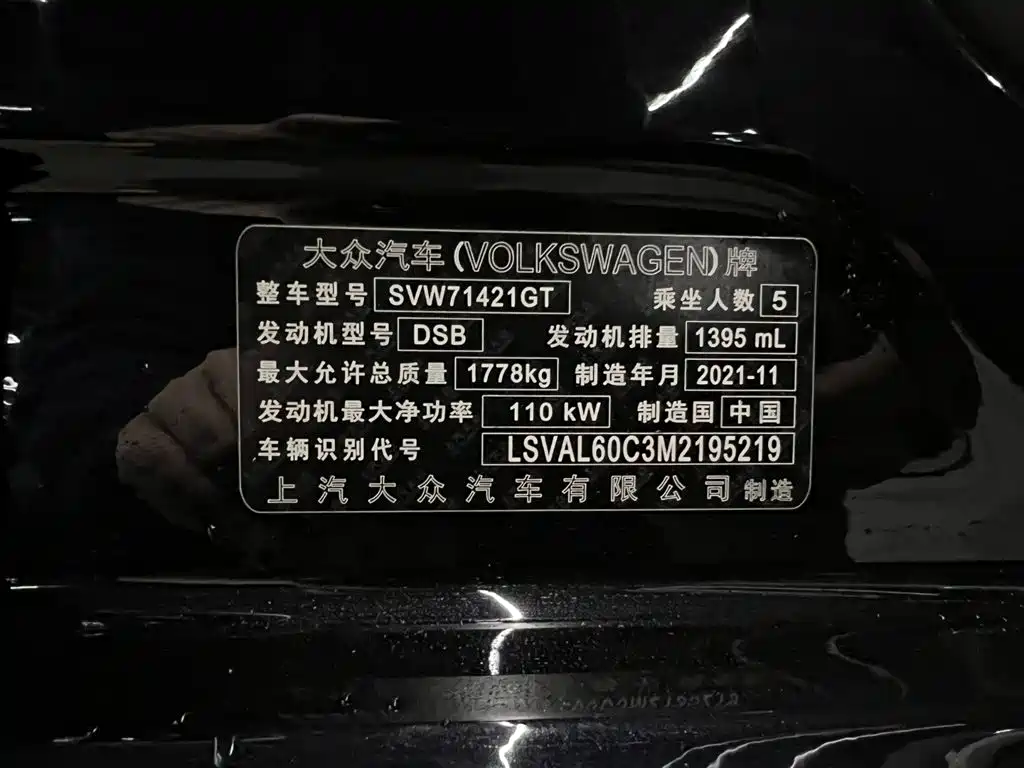 大众汽车(VOLKSWAGEN)牌
整车型号 SVW71421GT 乘坐人数 5
发动机型号 DSB 发动机排量 1395 mL
最大允许总质量 1778kg 制造年月 2021-11
发动机最大净功率 110 kW 制造国 中国
车辆识别代号 LSVAL60C3M2195219
上汽大众汽车有限公司 制造